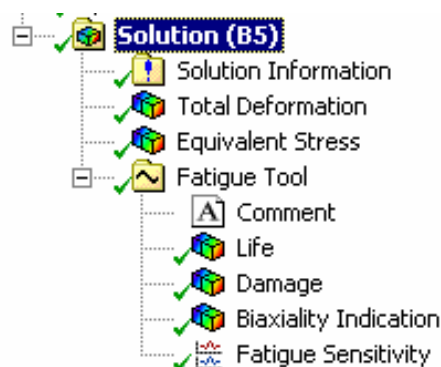 Solution (B5)
Solution Information
Total Deformation
Equivalent Stress
Fatigue Tool
A Comment
Life
Damage
Biaxiality Indication
Fatigue Sensitivity